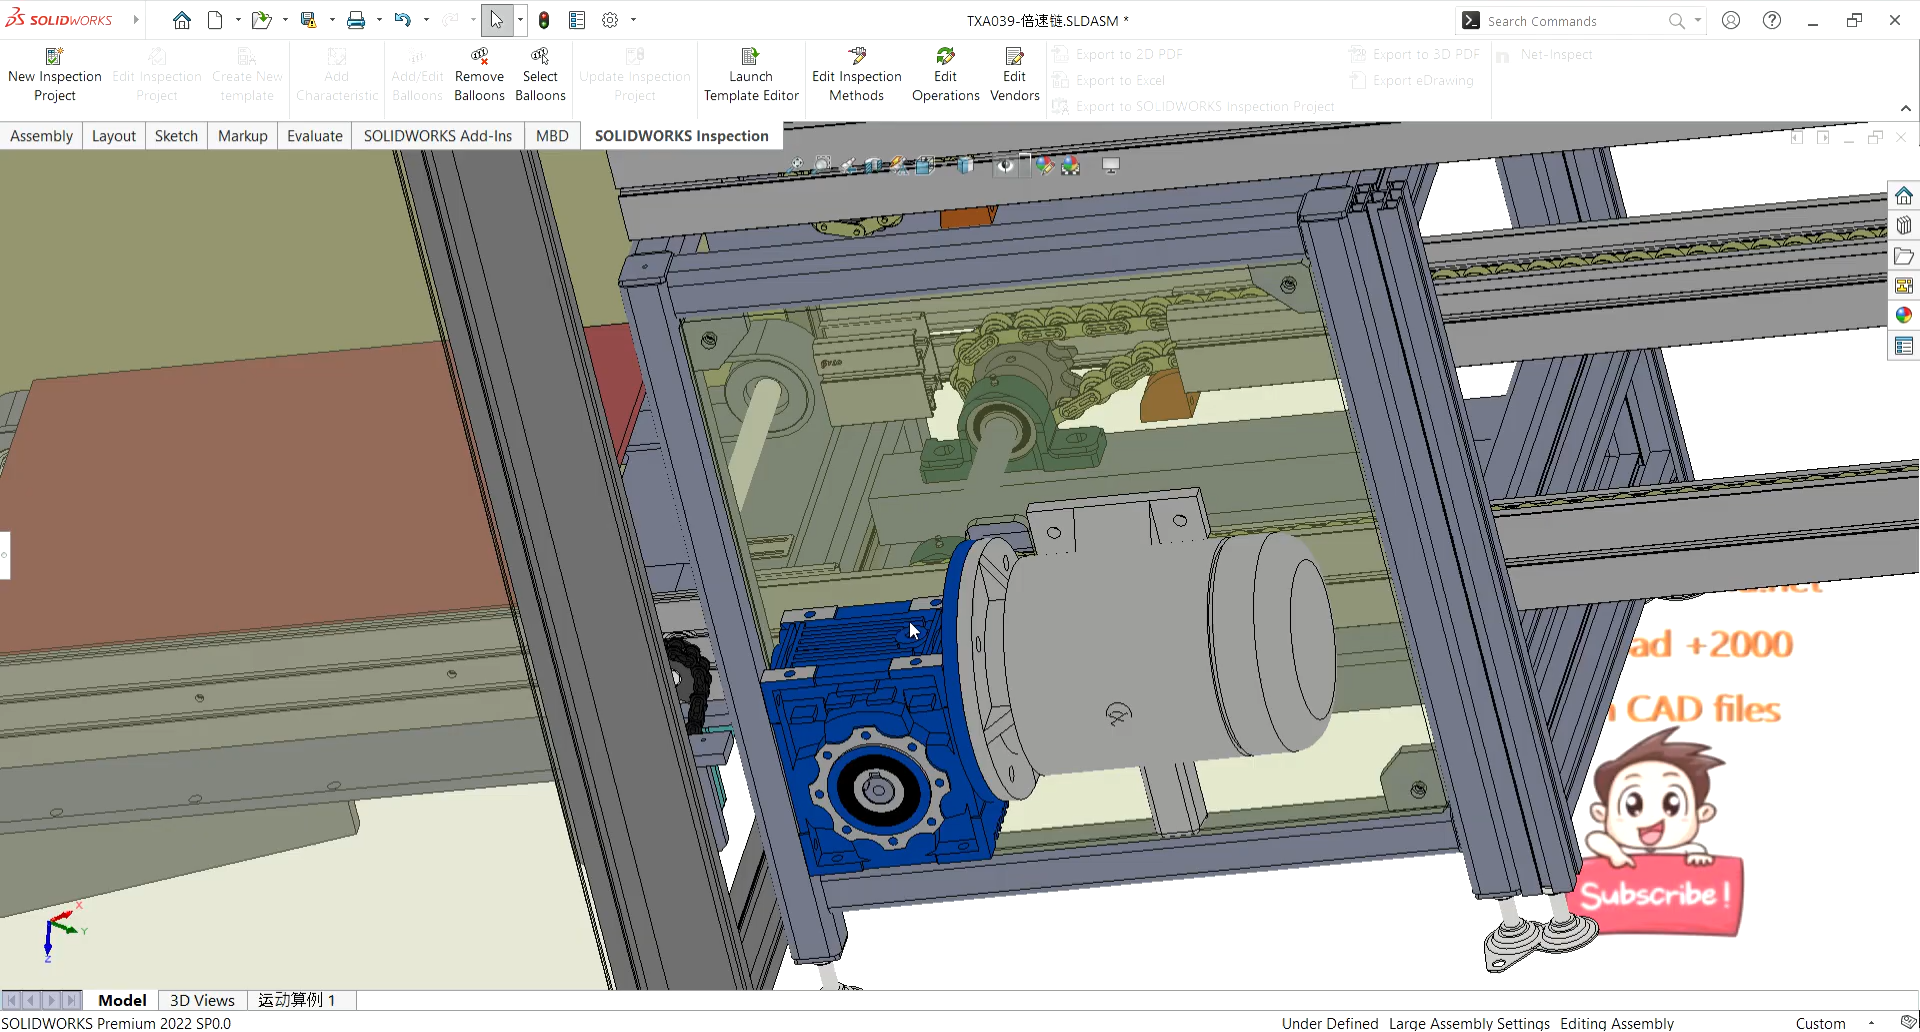 SOLIDWORKS
TXA039-倍速链.SLDASM *
Search Commands
New Inspection Project
Edit Inspection Project
Create New template
Add Characteristic
Add/Edit Balloons
Remove Balloons
Select Balloons
Update Inspection Project
Launch Template Editor
Edit Inspection Methods
Edit Operations
Edit Vendors
Export to 2D PDF
Export to Excel
Export to SOLIDWORKS Inspection Project
Export to 3D PDF
Export eDrawing
Net-Inspect
Assembly
Layout
Sketch
Markup
Evaluate
SOLIDWORKS Add-Ins
MBD
SOLIDWORKS Inspection
ad +2000
CAD files
Subscribe !
X
Y
Z
Model
3D Views
运动算例 1
SOLIDWORKS Premium 2022 SP0.0
Under Defined
Large Assembly Settings
Editing Assembly
Custom